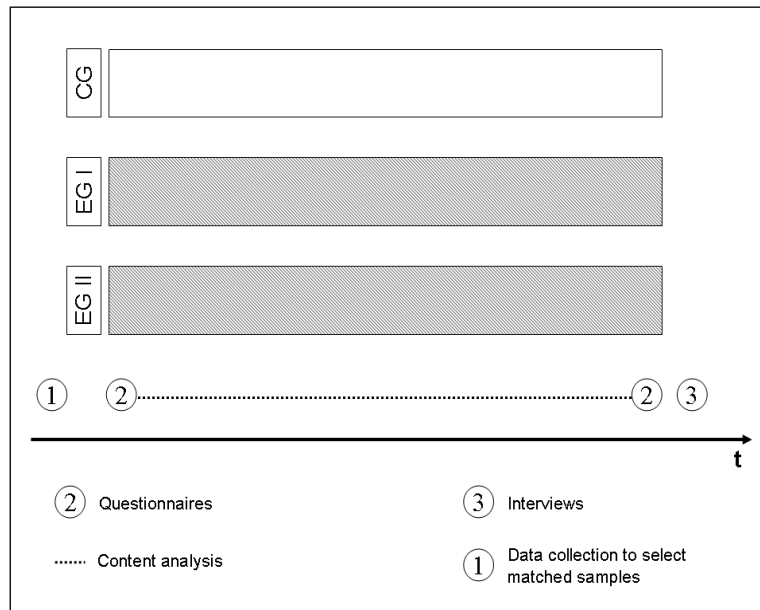 CG
EG I
EG II
1
2
2
3
t
2 Questionnaires
3 Interviews
Content analysis
1 Data collection to select
matched samples